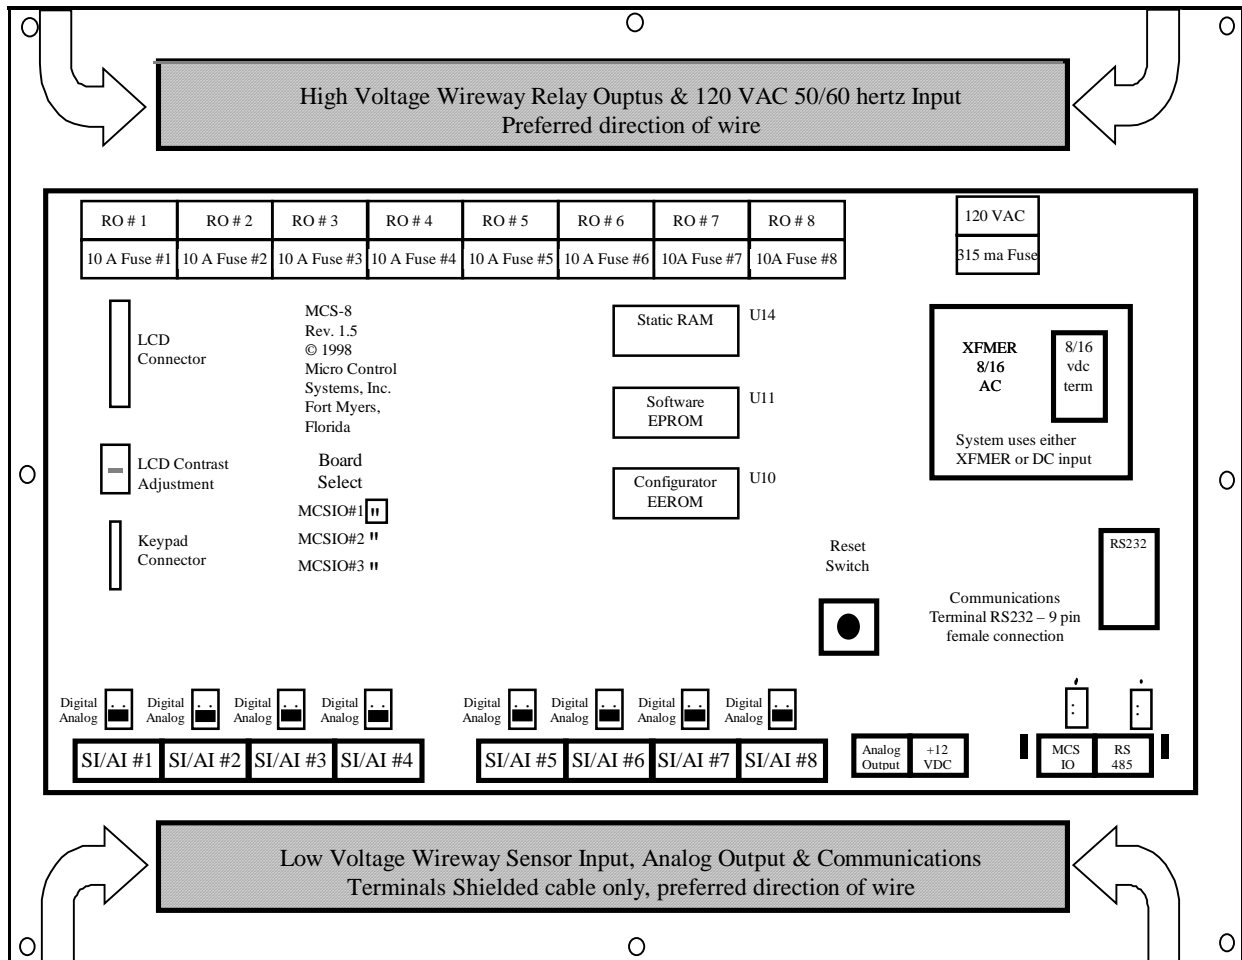 High Voltage Wireway Relay Ouptus & 120 VAC 50/60 hertz Input
Preferred direction of wire
RO # 1 RO # 2 RO # 3 RO # 4 RO # 5 RO # 6 RO # 7 RO # 8
10 A Fuse #1 10 A Fuse #2 10 A Fuse #3 10 A Fuse #4 10 A Fuse #5 10 A Fuse #6 10A Fuse #7 10A Fuse #8
120 VAC
315 ma Fuse
LCD
Connector
MCS-8
Rev. 1.5
© 1998
Micro Control
Systems, Inc.
Fort Myers,
Florida
Static RAM
U14
Software
EPROM
U11
Configurator
EEROM
U10
XFMER
8/16
AC
8/16
vdc
term
System uses either
XFMER or DC input
LCD Contrast
Adjustment
Board
Select
MCSIO#1 "
MCSIO#2 "
MCSIO#3 "
Keypad
Connector
Reset
Switch
RS232
Communications
Terminal RS232 – 9 pin
female connection
Digital Digital Digital Digital Digital Digital Digital Digital
Analog Analog Analog Analog Analog Analog Analog Analog
SI/AI #1 SI/AI #2 SI/AI #3 SI/AI #4 SI/AI #5 SI/AI #6 SI/AI #7 SI/AI #8
Analog
Output
+12
VDC
MCS
IO
RS
485
Low Voltage Wireway Sensor Input, Analog Output & Communications
Terminals Shielded cable only, preferred direction of wire